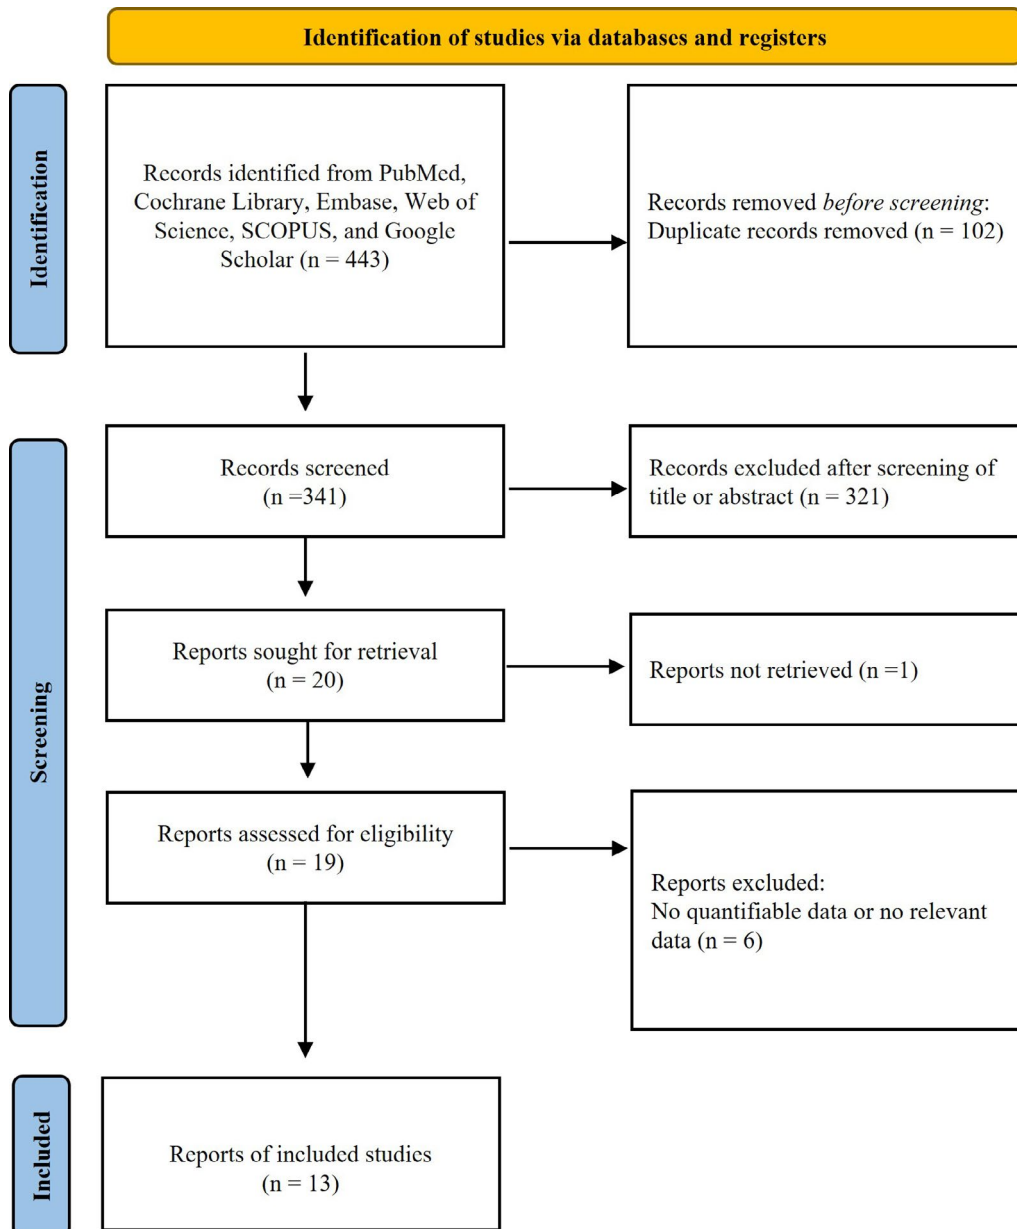 Identification of studies via databases and registers
Identification
Records identified from PubMed,
Cochrane Library, Embase, Web of
Science, SCOPUS, and Google
Scholar (n = 443)
Records removed before screening:
Duplicate records removed (n = 102)
Screening
Records screened
(n =341)
Records excluded after screening of
title or abstract (n = 321)
Reports sought for retrieval
(n = 20)
Reports not retrieved (n =1)
Reports assessed for eligibility
(n = 19)
Reports excluded:
No quantifiable data or no relevant
data (n = 6)
Included
Reports of included studies
(n = 13)